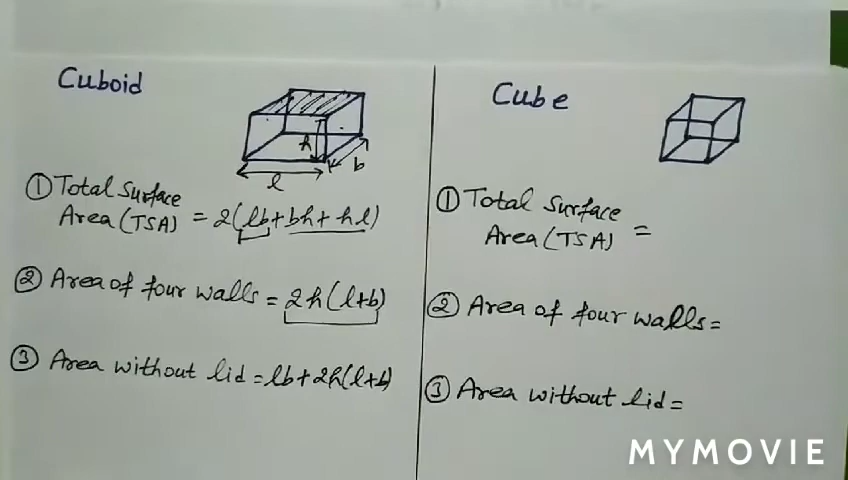 Cuboid
h
b
l
① Total Surface
Area (TSA) = 2(lb+bh+hl)
② Area of four walls = 2h(l+b)
③ Area without lid = lb+2h(l+b)
Cube
① Total Surface
Area (TSA) =
② Area of four walls =
③ Area without lid =
MYMOVIE